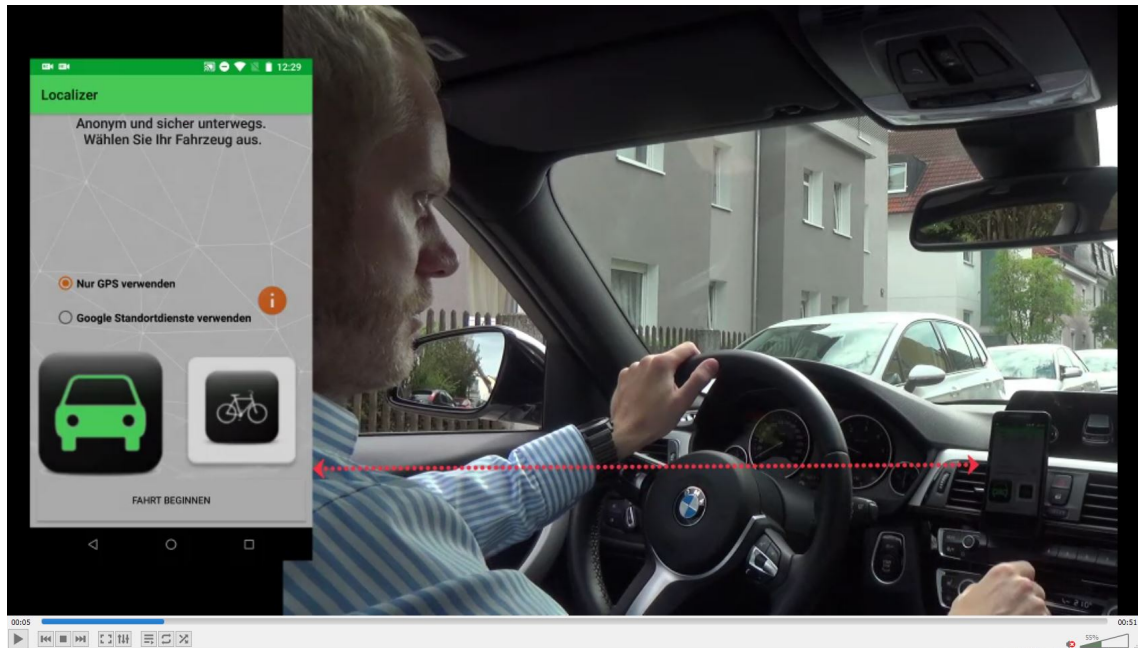 12:29
Localizer
Anonym und sicher unterwegs.
Wählen Sie Ihr Fahrzeug aus.
Nur GPS verwenden
i
Google Standortdienste verwenden
FAHRT BEGINNEN
BMW
00:05
00:51
55%